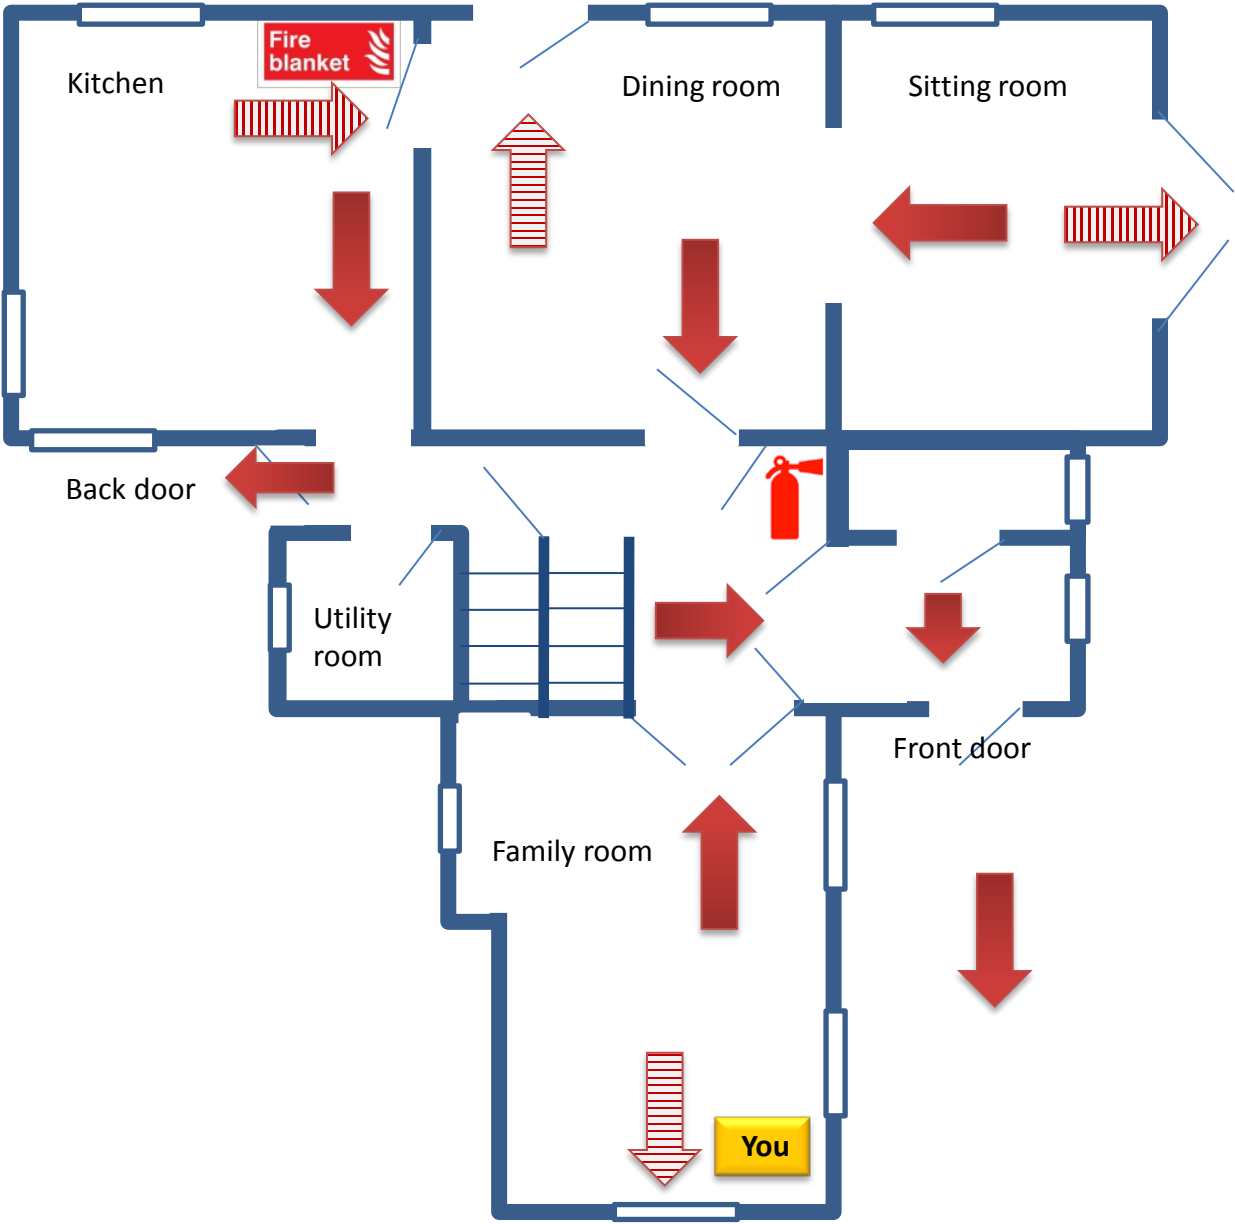 Fire
blanket
Kitchen
Dining room
Sitting room
Back door
Utility
room
Front door
Family room
You